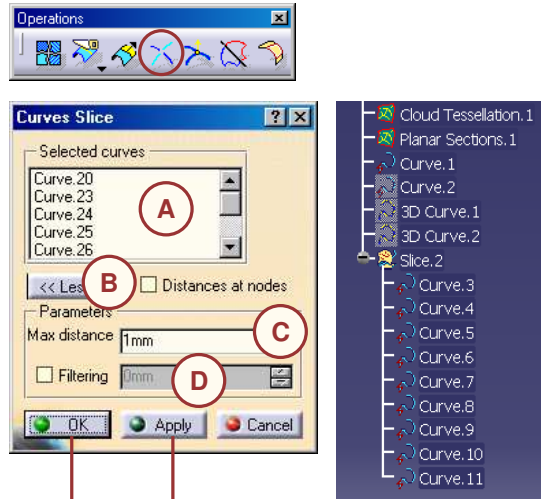 Operations
Curves Slice
Selected curves
Curve.20
Curve.23
Curve.24
Curve.25
Curve.26
A
B
Distances at nodes
Parameters
Max distance
1mm
C
Filtering
0mm
D
OK
Apply
Cancel
Cloud Tessellation.1
Planar Sections.1
Curve.1
Curve.2
3D Curve.1
3D Curve.2
Slice.2
Curve.3
Curve.4
Curve.5
Curve.6
Curve.7
Curve.8
Curve.9
Curve.10
Curve.11